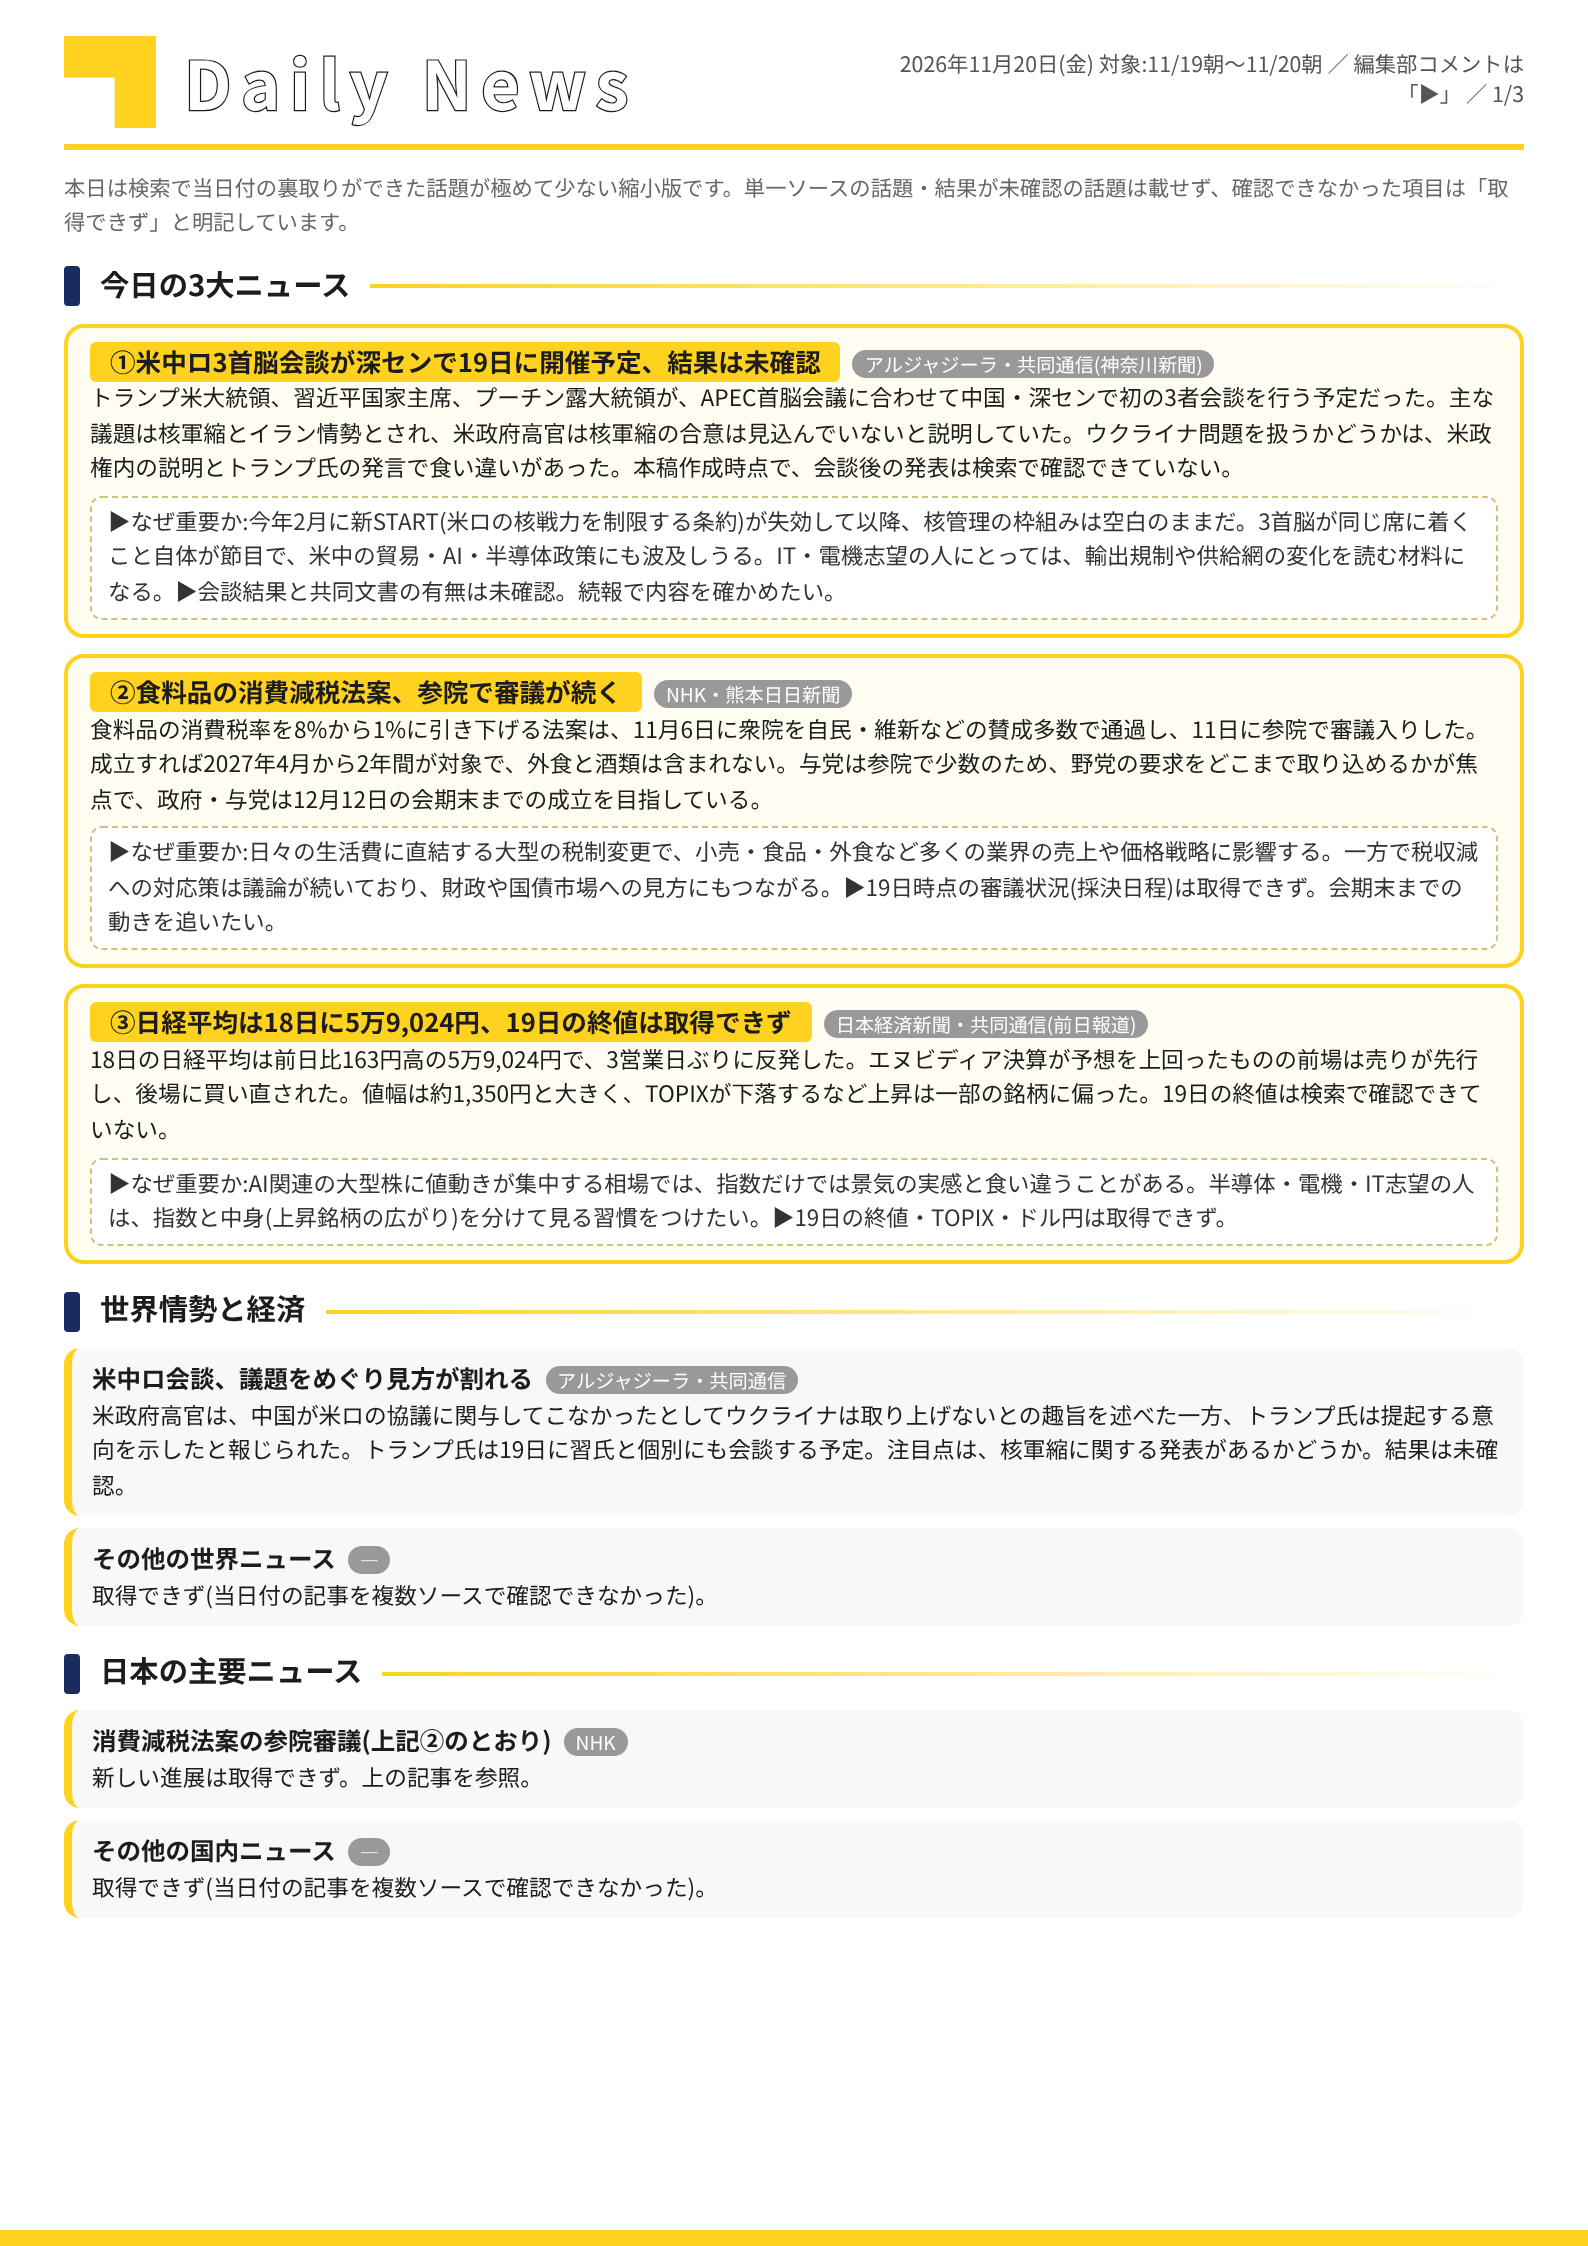 Daily News
2026年11月20日(金) 対象:11/19朝〜11/20朝 ／ 編集部コメントは
「▶」 ／ 1/3
本日は検索で当日付の裏取りができた話題が極めて少ない縮小版です。単一ソースの話題・結果が未確認の話題は載せず、確認できなかった項目は「取
得できず」と明記しています。
今日の3大ニュース
①米中ロ3首脳会談が深センで19日に開催予定、結果は未確認 アルジャジーラ・共同通信(神奈川新聞)
トランプ米大統領、習近平国家主席、プーチン露大統領が、APEC首脳会議に合わせて中国・深センで初の3者会談を行う予定だった。主な
議題は核軍縮とイラン情勢とされ、米政府高官は核軍縮の合意は見込んでいないと説明していた。ウクライナ問題を扱うかどうかは、米政
権内の説明とトランプ氏の発言で食い違いがあった。本稿作成時点で、会談後の発表は検索で確認できていない。
▶なぜ重要か:今年2月に新START(米ロの核戦力を制限する条約)が失効して以降、核管理の枠組みは空白のままだ。3首脳が同じ席に着く
こと自体が節目で、米中の貿易・AI・半導体政策にも波及しうる。IT・電機志望の人にとっては、輸出規制や供給網の変化を読む材料に
なる。▶会談結果と共同文書の有無は未確認。続報で内容を確かめたい。
②食料品の消費減税法案、参院で審議が続く NHK・熊本日日新聞
食料品の消費税率を8%から1%に引き下げる法案は、11月6日に衆院を自民・維新などの賛成多数で通過し、11日に参院で審議入りした。
成立すれば2027年4月から2年間が対象で、外食と酒類は含まれない。与党は参院で少数のため、野党の要求をどこまで取り込めるかが焦
点で、政府・与党は12月12日の会期末までの成立を目指している。
▶なぜ重要か:日々の生活費に直結する大型の税制変更で、小売・食品・外食など多くの業界の売上や価格戦略に影響する。一方で税収減
への対応策は議論が続いており、財政や国債市場への見方にもつながる。▶19日時点の審議状況(採決日程)は取得できず。会期末までの
動きを追いたい。
③日経平均は18日に5万9,024円、19日の終値は取得できず 日本経済新聞・共同通信(前日報道)
18日の日経平均は前日比163円高の5万9,024円で、3営業日ぶりに反発した。エヌビディア決算が予想を上回ったものの前場は売りが先行
し、後場に買い直された。値幅は約1,350円と大きく、TOPIXが下落するなど上昇は一部の銘柄に偏った。19日の終値は検索で確認できて
いない。
▶なぜ重要か:AI関連の大型株に値動きが集中する相場では、指数だけでは景気の実感と食い違うことがある。半導体・電機・IT志望の人
は、指数と中身(上昇銘柄の広がり)を分けて見る習慣をつけたい。▶19日の終値・TOPIX・ドル円は取得できず。
世界情勢と経済
米中ロ会談、議題をめぐり見方が割れる アルジャジーラ・共同通信
米政府高官は、中国が米ロの協議に関与してこなかったとしてウクライナは取り上げないとの趣旨を述べた一方、トランプ氏は提起する意
向を示したと報じられた。トランプ氏は19日に習氏と個別にも会談する予定。注目点は、核軍縮に関する発表があるかどうか。結果は未確
認。
その他の世界ニュース —
取得できず(当日付の記事を複数ソースで確認できなかった)。
日本の主要ニュース
消費減税法案の参院審議(上記②のとおり) NHK
新しい進展は取得できず。上の記事を参照。
その他の国内ニュース —
取得できず(当日付の記事を複数ソースで確認できなかった)。